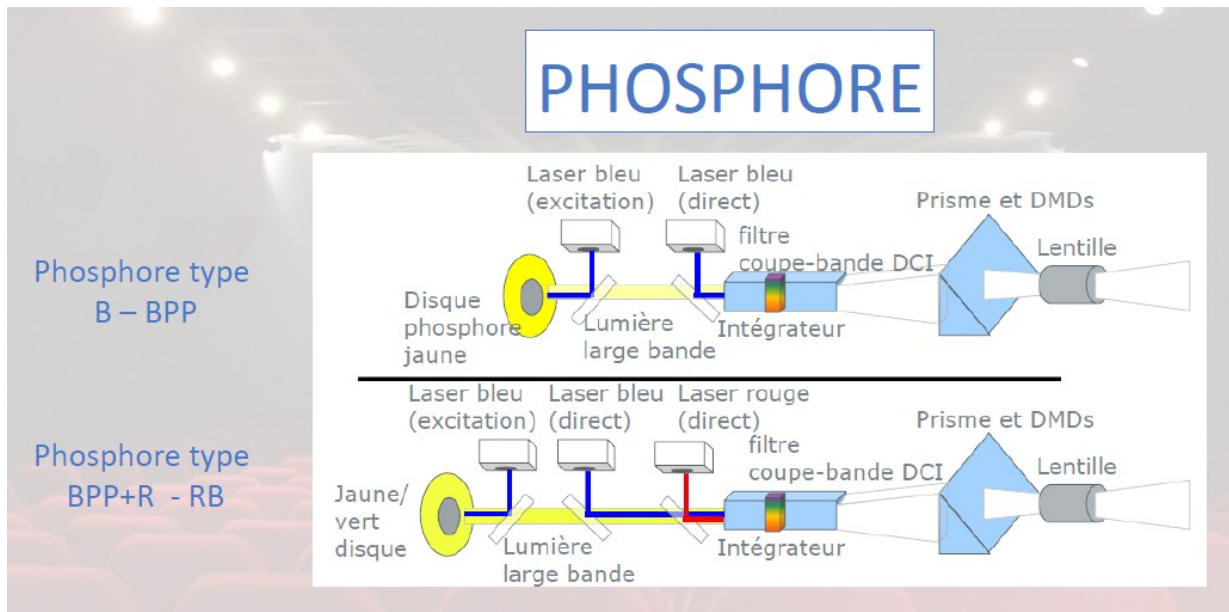 PHOSPHORE
Phosphore type
B – BPP
Laser bleu
(excitation)
Laser bleu
(direct)
filtre
coupe-bande DCI
Prisme et DMDs
Lentille
Disque
phosphore
jaune
Lumière
large bande
Intégrateur
Phosphore type
BPP+R - RB
Laser bleu
(excitation)
Laser bleu
(direct)
Laser rouge
(direct)
filtre
coupe-bande DCI
Prisme et DMDs
Lentille
Jaune/
vert
disque
Lumière
large bande
Intégrateur